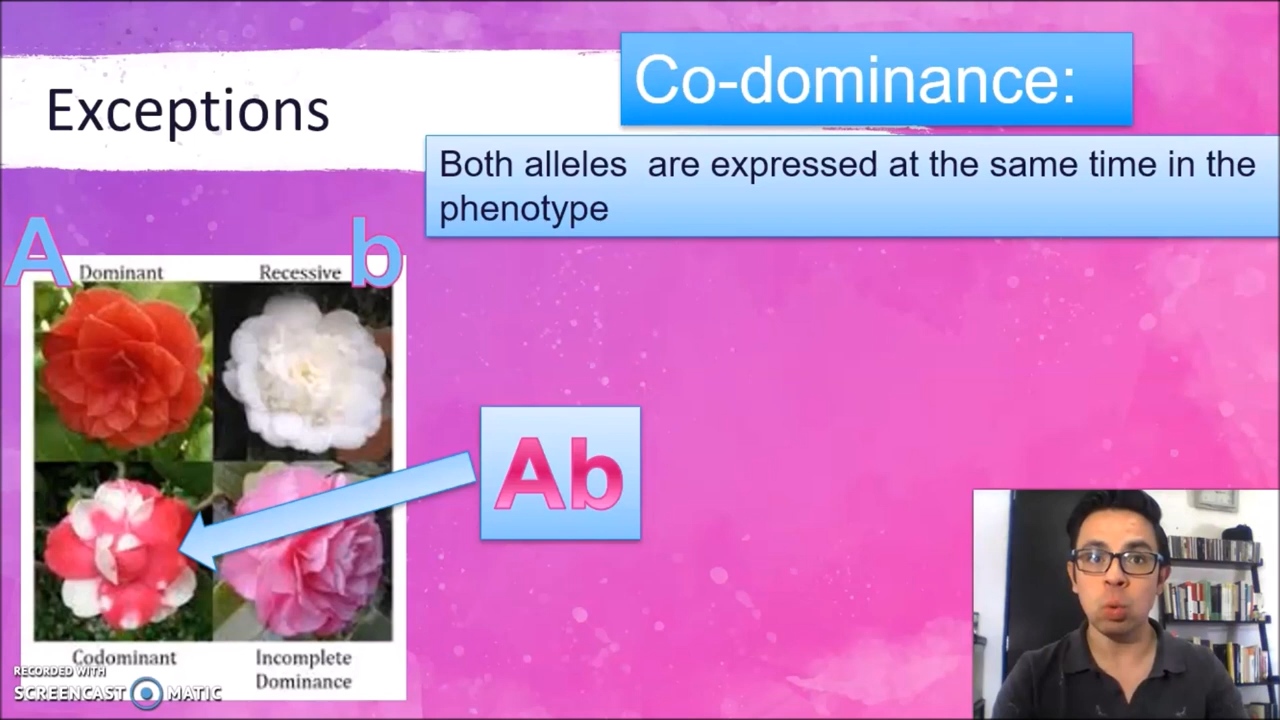 Exceptions
Co-dominance:
Both alleles are expressed at the same time in the
phenotype
A
b
Dominant
Recessive
Ab
Codominant
Incomplete
Dominance
RECORDED WITH
SCREENCAST MATIC